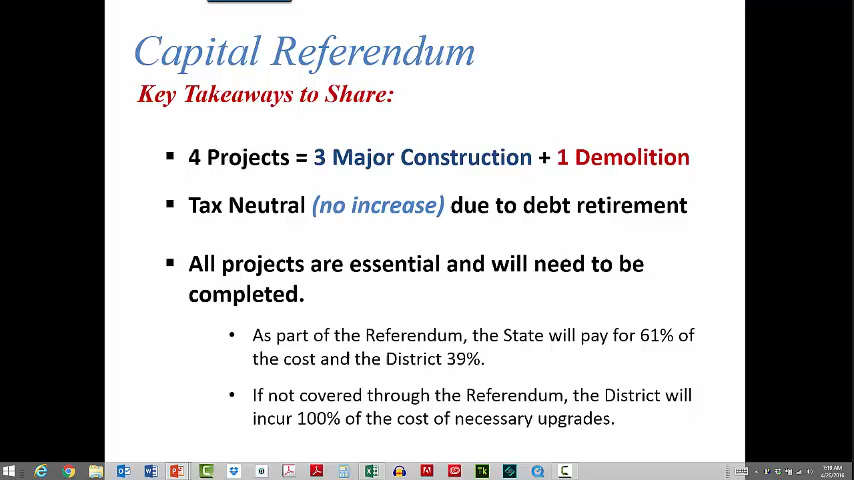 Capital Referendum
Key Takeaways to Share:
▪ 4 Projects = 3 Major Construction + 1 Demolition
▪ Tax Neutral (no increase) due to debt retirement
▪ All projects are essential and will need to be
completed.
• As part of the Referendum, the State will pay for 61% of
the cost and the District 39%.
• If not covered through the Referendum, the District will
incur 100% of the cost of necessary upgrades.
4/25/2016